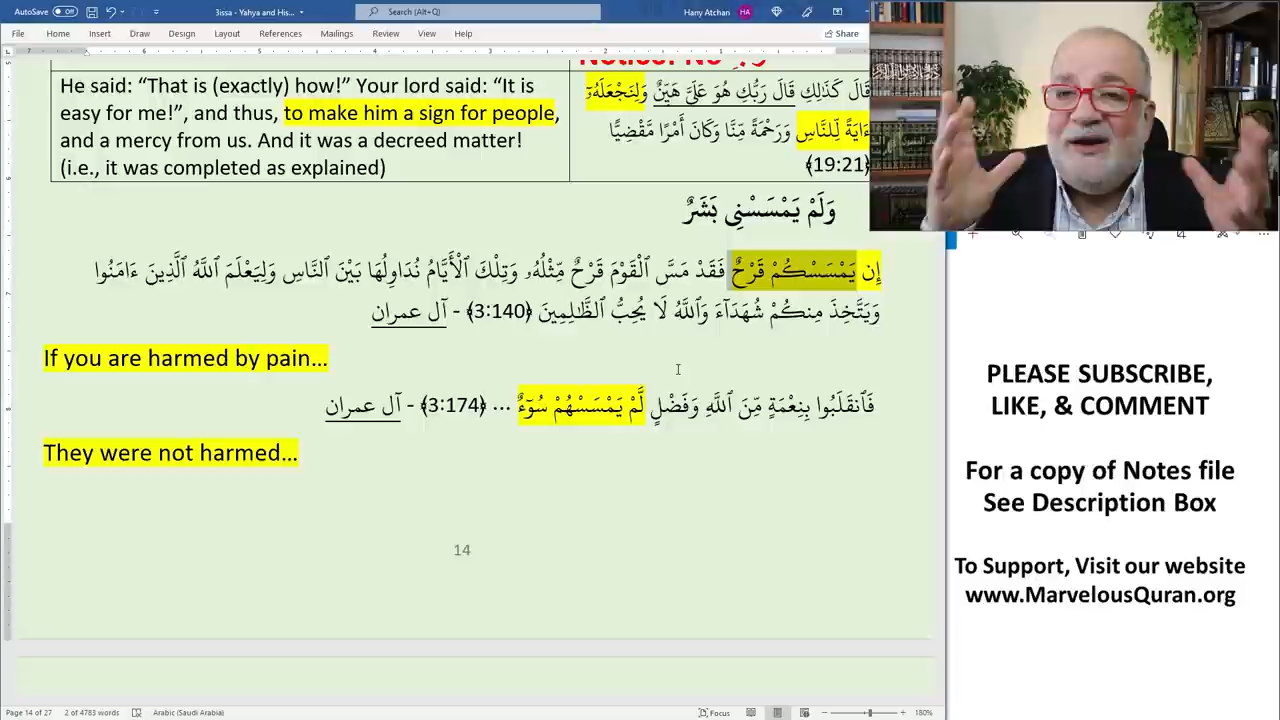 AutoSave Off 3issa - Yahya and His... Search (Alt+Q) Hany Atchan HA
File Home Insert Draw Design Layout References Mailings Review View Help Share
He said: “That is (exactly) how!” Your lord said: “It is
easy for me!”, and thus, to make him a sign for people,
and a mercy from us. And it was a decreed matter!
(i.e., it was completed as explained)
قَالَ كَذَٰلِكِ قَالَ رَبُّكِ هُوَ عَلَىَّ هَيِّنٌ وَلِنَجْعَلَهُۥٓ
ءَايَةً لِّلنَّاسِ وَرَحْمَةً مِّنَّا وَكَانَ أَمْرًا مَّقْضِيًّا
﴿19:21﴾
وَلَمْ يَمْسَسْنِى بَشَرٌ
إِن يَمْسَسْكُمْ قَرْحٌ فَقَدْ مَسَّ ٱلْقَوْمَ قَرْحٌ مِّثْلُهُۥ وَتِلْكَ ٱلْأَيَّامُ نُدَاوِلُهَا بَيْنَ ٱلنَّاسِ وَلِيَعْلَمَ ٱللَّهُ ٱلَّذِينَ ءَامَنُوا
وَيَتَّخِذَ مِنكُمْ شُهَدَآءَ وَٱللَّهُ لَا يُحِبُّ ٱلظَّٰلِمِينَ ﴿3:140﴾ - آل عمران
If you are harmed by pain...
فَٱنقَلَبُوا بِنِعْمَةٍ مِّنَ ٱللَّهِ وَفَضْلٍ لَّمْ يَمْسَسْهُمْ سُوٓءٌ ... ﴿3:174﴾ - آل عمران
They were not harmed...
14
Page 14 of 27 2 of 4783 words Arabic (Saudi Arabia) Focus 180%
PLEASE SUBSCRIBE,
LIKE, & COMMENT
For a copy of Notes file
See Description Box
To Support, Visit our website
www.MarvelousQuran.org